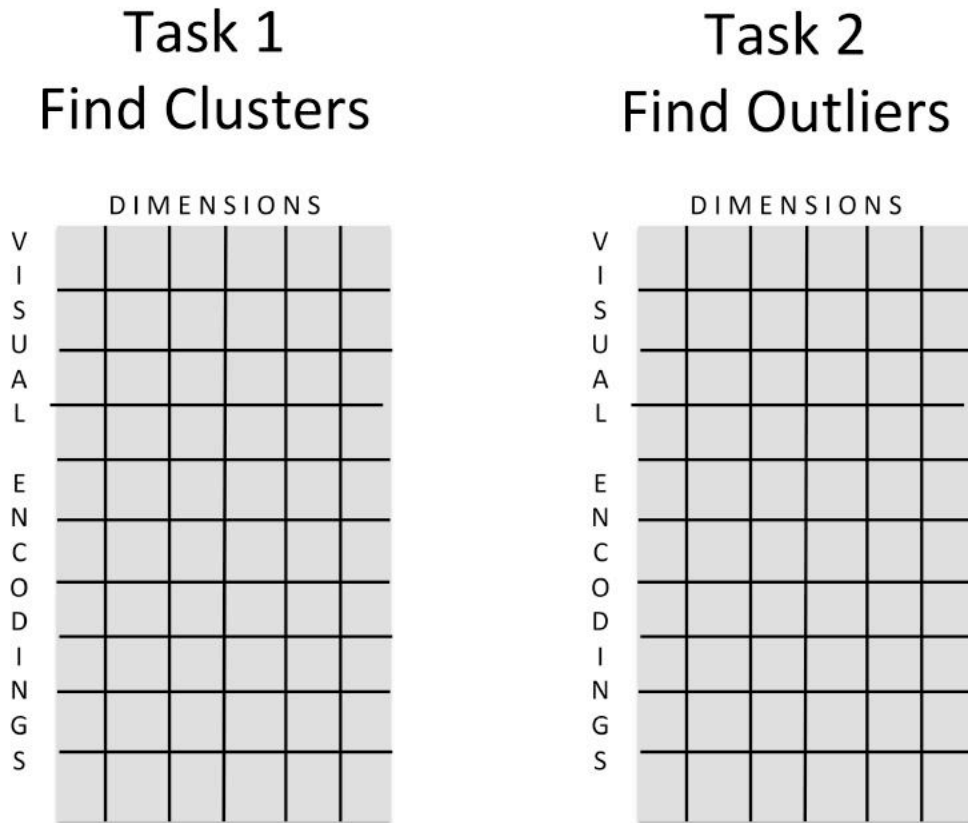 Task 1
Find Clusters
DIMENSIONS
VISUAL ENCODINGS
Task 2
Find Outliers
DIMENSIONS
VISUAL ENCODINGS